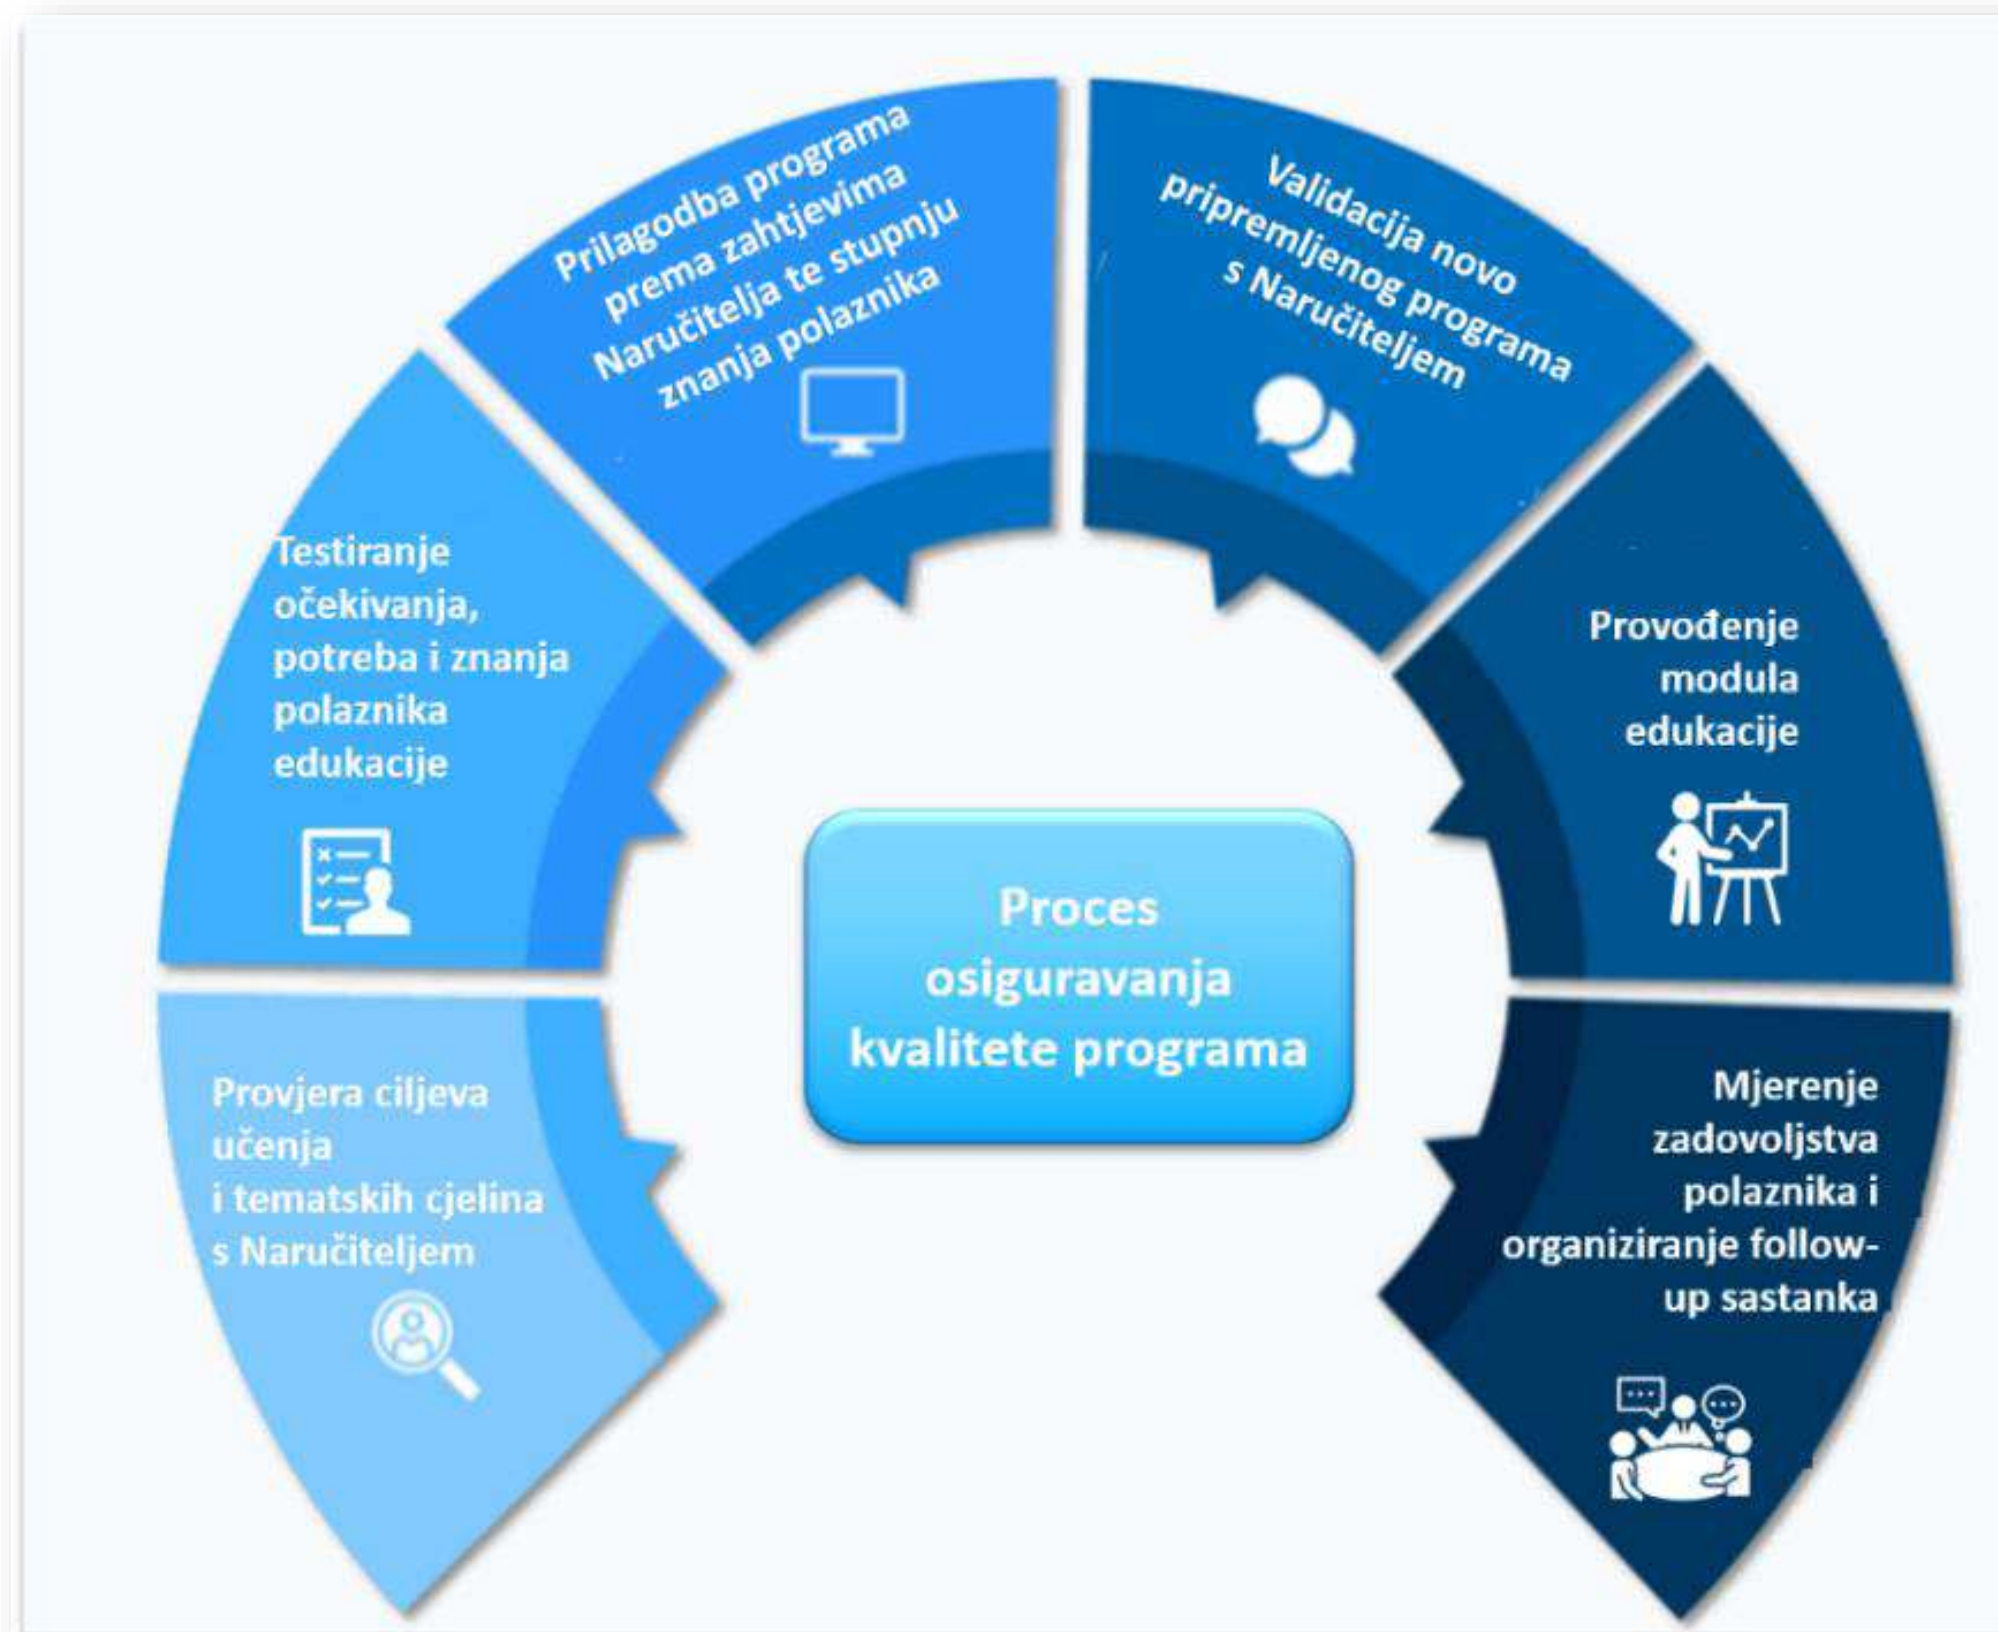 Provjera ciljeva
učenja
i tematskih cjelina
s Naručiteljem
Testiranje
očekivanja,
potreba i znanja
polaznika
edukacije
Prilagodba programa
prema zahtjevima
Naručitelja te stupnju
znanja polaznika
Validacija novo
pripremljenog programa
s Naručiteljem
Provođenje
modula
edukacije
Mjerenje
zadovoljstva
polaznika i
organiziranje follow-
up sastanka
Proces
osiguravanja
kvalitete programa